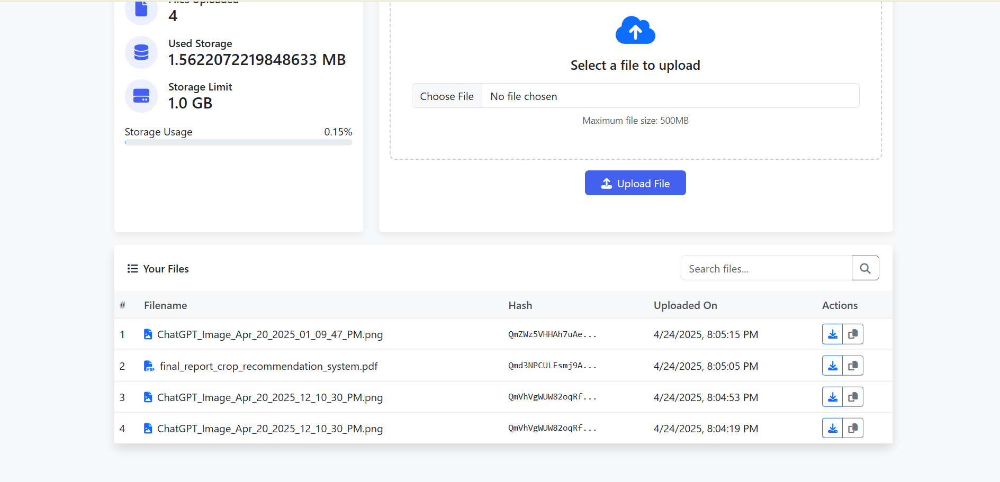 Files Uploaded
4
Used Storage
1.5622072219848633 MB
Storage Limit
1.0 GB
Storage Usage 0.15%
Select a file to upload
Choose File No file chosen
Maximum file size: 500MB
Upload File
Your Files
Search files...
# Filename Hash Uploaded On Actions
1 ChatGPT_Image_Apr_20_2025_01_09_47_PM.png QmZWz5VHHAh7uAe... 4/24/2025, 8:05:15 PM
2 PDF final_report_crop_recommendation_system.pdf Qmd3NPCULEsmj9A... 4/24/2025, 8:05:05 PM
3 ChatGPT_Image_Apr_20_2025_12_10_30_PM.png QmVhVgWUW82oqRf... 4/24/2025, 8:04:53 PM
4 ChatGPT_Image_Apr_20_2025_12_10_30_PM.png QmVhVgWUW82oqRf... 4/24/2025, 8:04:19 PM